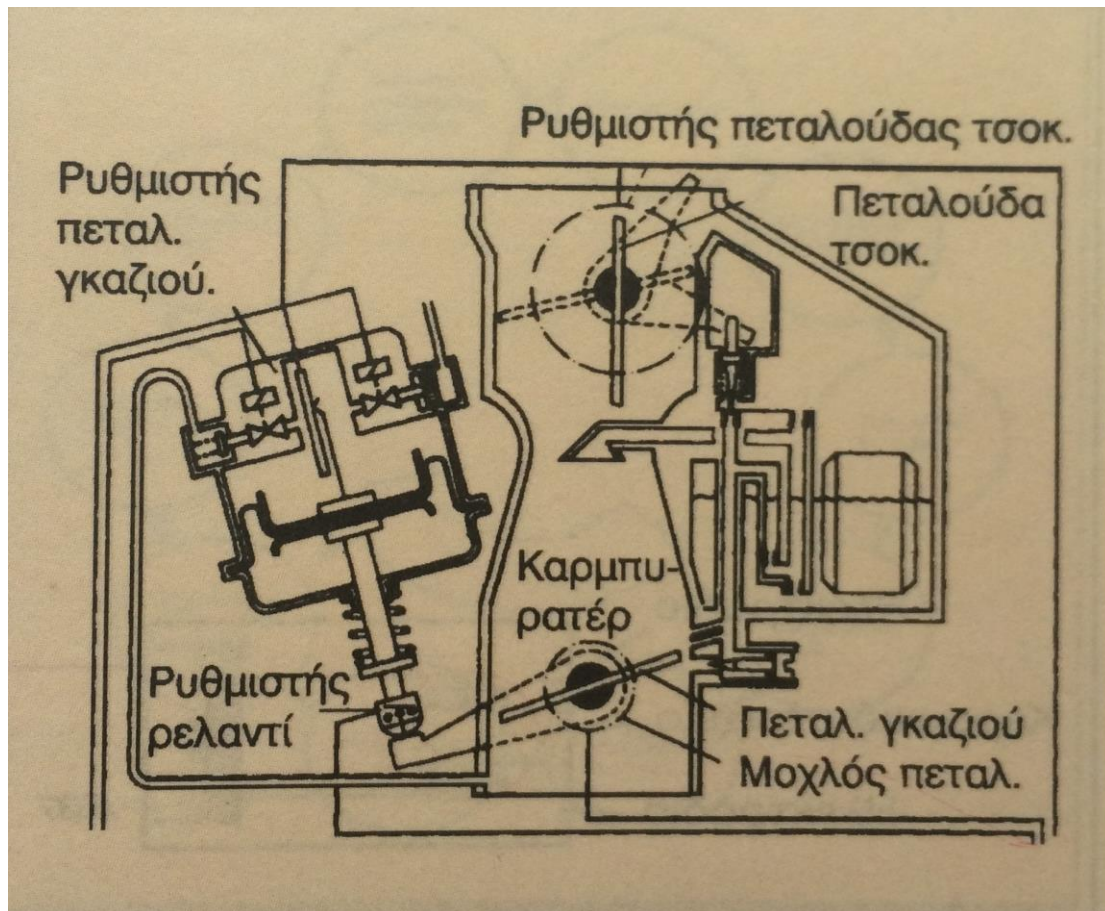 Ρυθμιστής πεταλούδας τσοκ.
Ρυθμιστής
πεταλ.
γκαζιού.
Πεταλούδα
τσοκ.
Καρμπυ-
ρατέρ
Ρυθμιστής
ρελαντί
Πεταλ. γκαζιού
Μοχλός πεταλ.